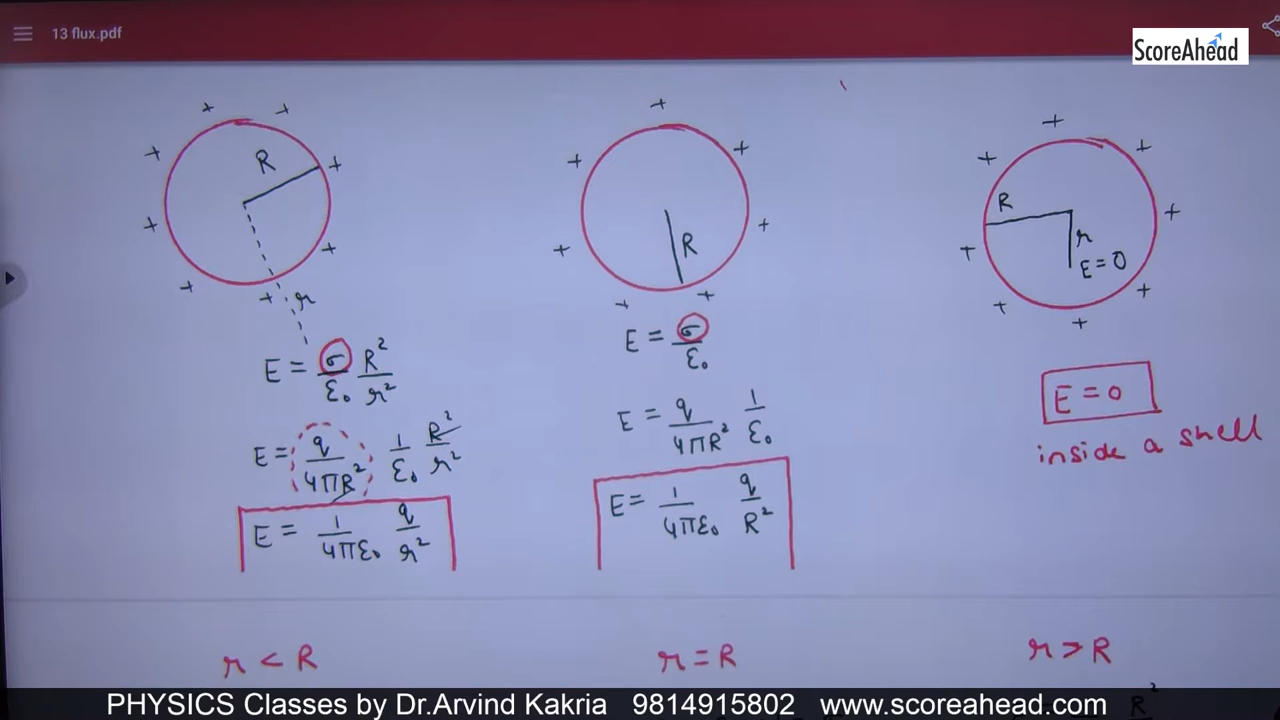 13 flux.pdf
ScoreAhead
+ +
+ R +
+ +
+ + r
E = σ/ε₀ R²/r²
E = q/4πR² 1/ε₀ R²/r²
E = 1/4πε₀ q/r²
+
+ +
+ R +
+ +
E = σ/ε₀
E = q/4πR² 1/ε₀
E = 1/4πε₀ q/R²
+
+ +
R +
+ r
E = 0
+ +
+
E = 0
inside a shell
r < R
r = R
r > R
R²
PHYSICS Classes by Dr.Arvind Kakria 9814915802 www.scoreahead.com